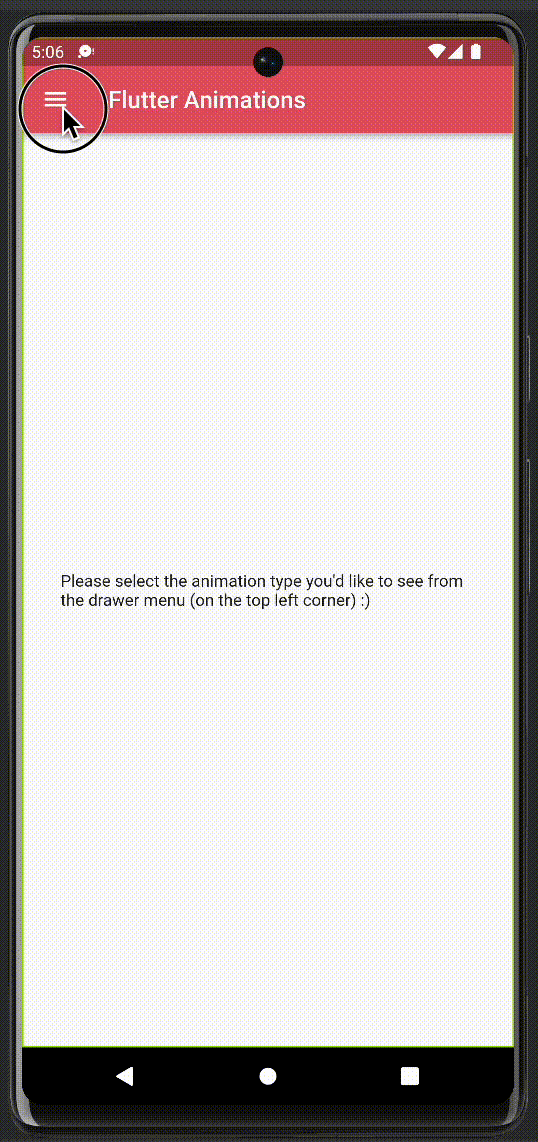 5:06
Flutter Animations
Please select the animation type you'd like to see from
the drawer menu (on the top left corner) :)